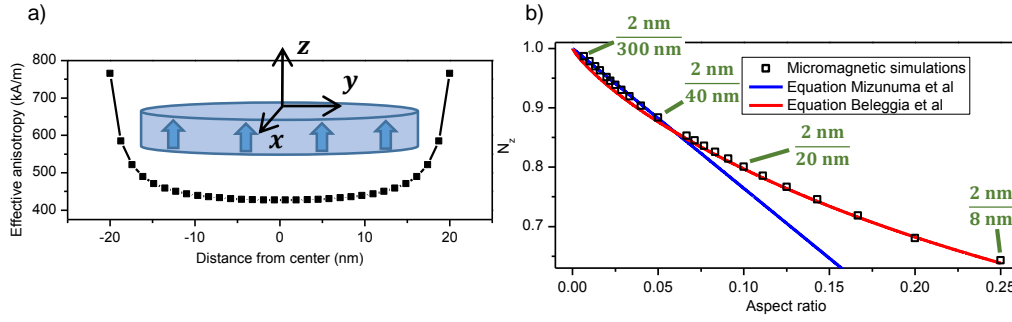 a)
Effective anisotropy (kA/m)
800
700
600
500
400
-20
-10
0
10
20
Distance from center (nm)
z
y
x
b)
N_z
1.0
0.9
0.8
0.7
0.00
0.05
0.10
0.15
0.20
0.25
Aspect ratio
2 nm
300 nm
2 nm
40 nm
2 nm
20 nm
2 nm
8 nm
Micromagnetic simulations
Equation Mizunuma et al
Equation Beleggia et al